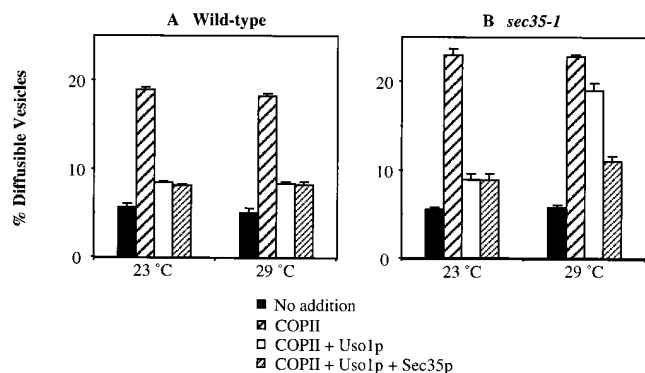 A Wild-type
B sec35-1
% Diffusible Vesicles
20
10
0
23 °C
29 °C
20
10
0
23 °C
29 °C
No addition
COPII
COPII + Uso1p
COPII + Uso1p + Sec35p